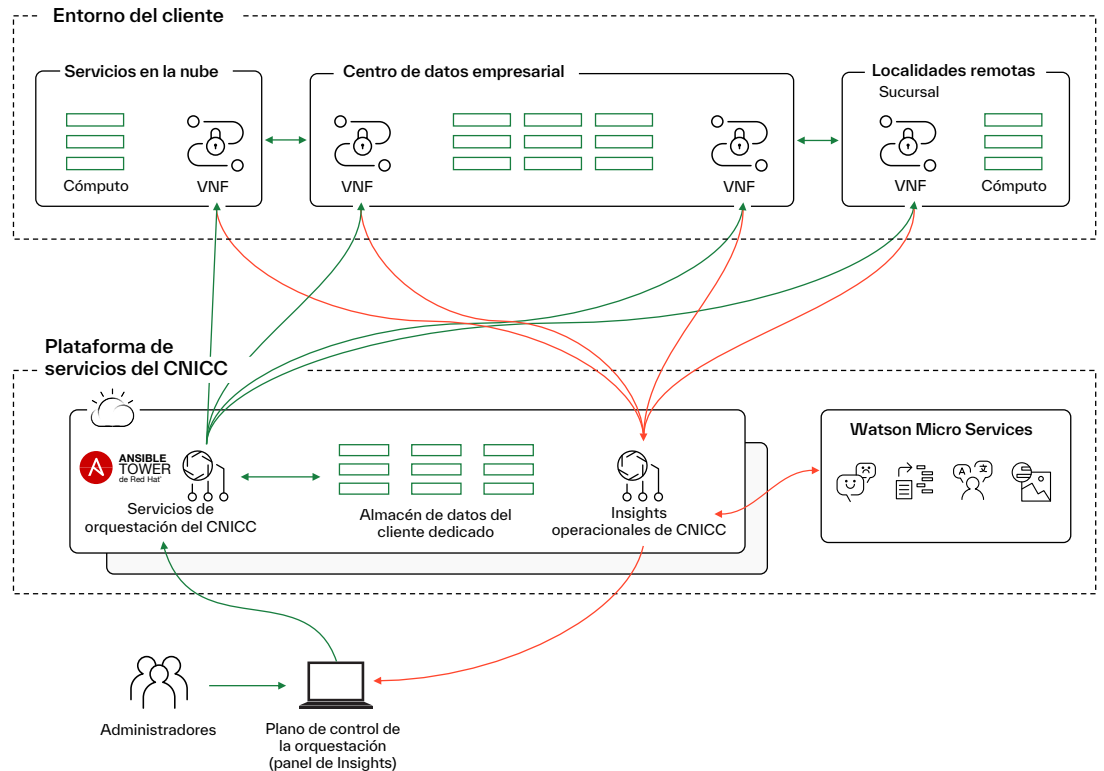 Entorno del cliente
Servicios en la nube
Centro de datos empresarial
Localidades remotas
Sucursal
Cómputo
VNF
VNF
VNF
VNF
Cómputo
Plataforma de
servicios del CNICC
ANSIBLE
TOWER
de Red Hat®
Servicios de
orquestación del CNICC
Almacén de datos del
cliente dedicado
Insights
operacionales de CNICC
Watson Micro Services
A
文
Administradores
Plano de control de
la orquestación
(panel de Insights)